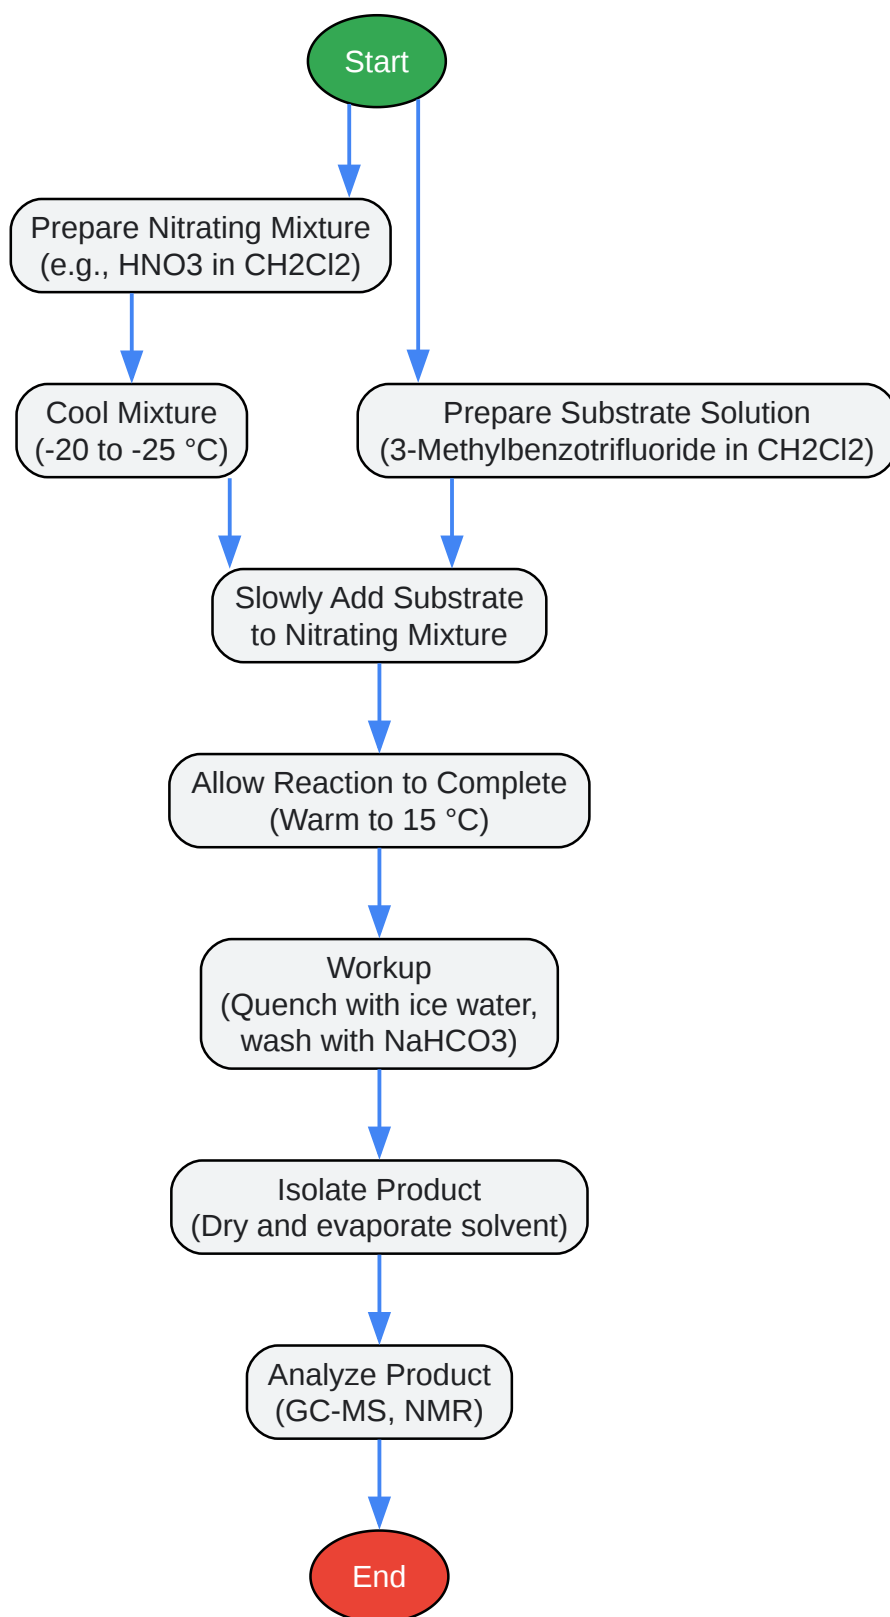 Start
Prepare Nitrating Mixture
(e.g., HNO3 in CH2Cl2)
Cool Mixture
(-20 to -25 °C)
Prepare Substrate Solution
(3-Methylbenzotrifluoride in CH2Cl2)
Slowly Add Substrate
to Nitrating Mixture
Allow Reaction to Complete
(Warm to 15 °C)
Workup
(Quench with ice water,
wash with NaHCO3)
Isolate Product
(Dry and evaporate solvent)
Analyze Product
(GC-MS, NMR)
End